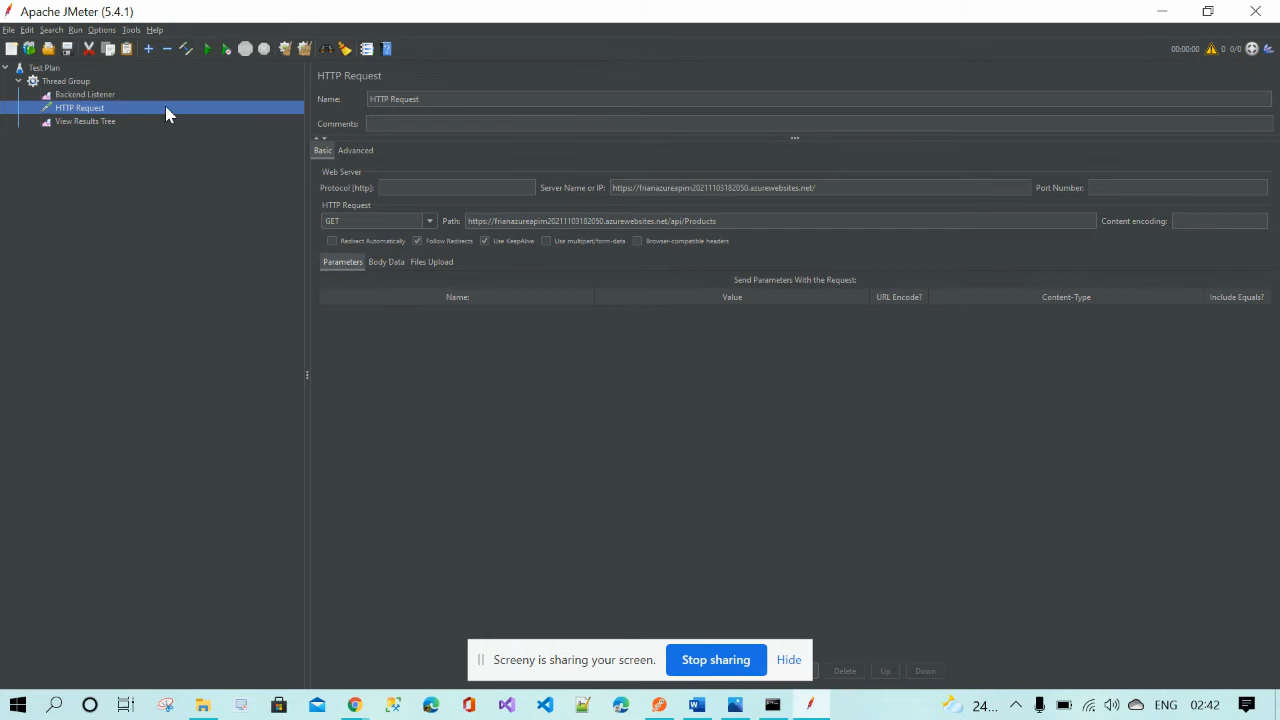 Apache JMeter (5.4.1)
File Edit Search Run Options Tools Help
00:00:00 0 0/0
Test Plan
Thread Group
Backend Listener
HTTP Request
View Results Tree
HTTP Request
Name: HTTP Request
Comments:
Basic Advanced
Web Server
Protocol [http]: Server Name or IP: https://frianazureapim20211103182050.azurewebsites.net/ Port Number:
HTTP Request
GET Path: https://frianazureapim20211103182050.azurewebsites.net/api/Products Content encoding:
Redirect Automatically Follow Redirects Use KeepAlive Use multipart/form-data Browser-compatible headers
Parameters Body Data Files Upload
Send Parameters With the Request:
Name: Value URL Encode? Content-Type Include Equals?
Screeny is sharing your screen. Stop sharing Hide
Delete Up Down
24... ENG 02:42